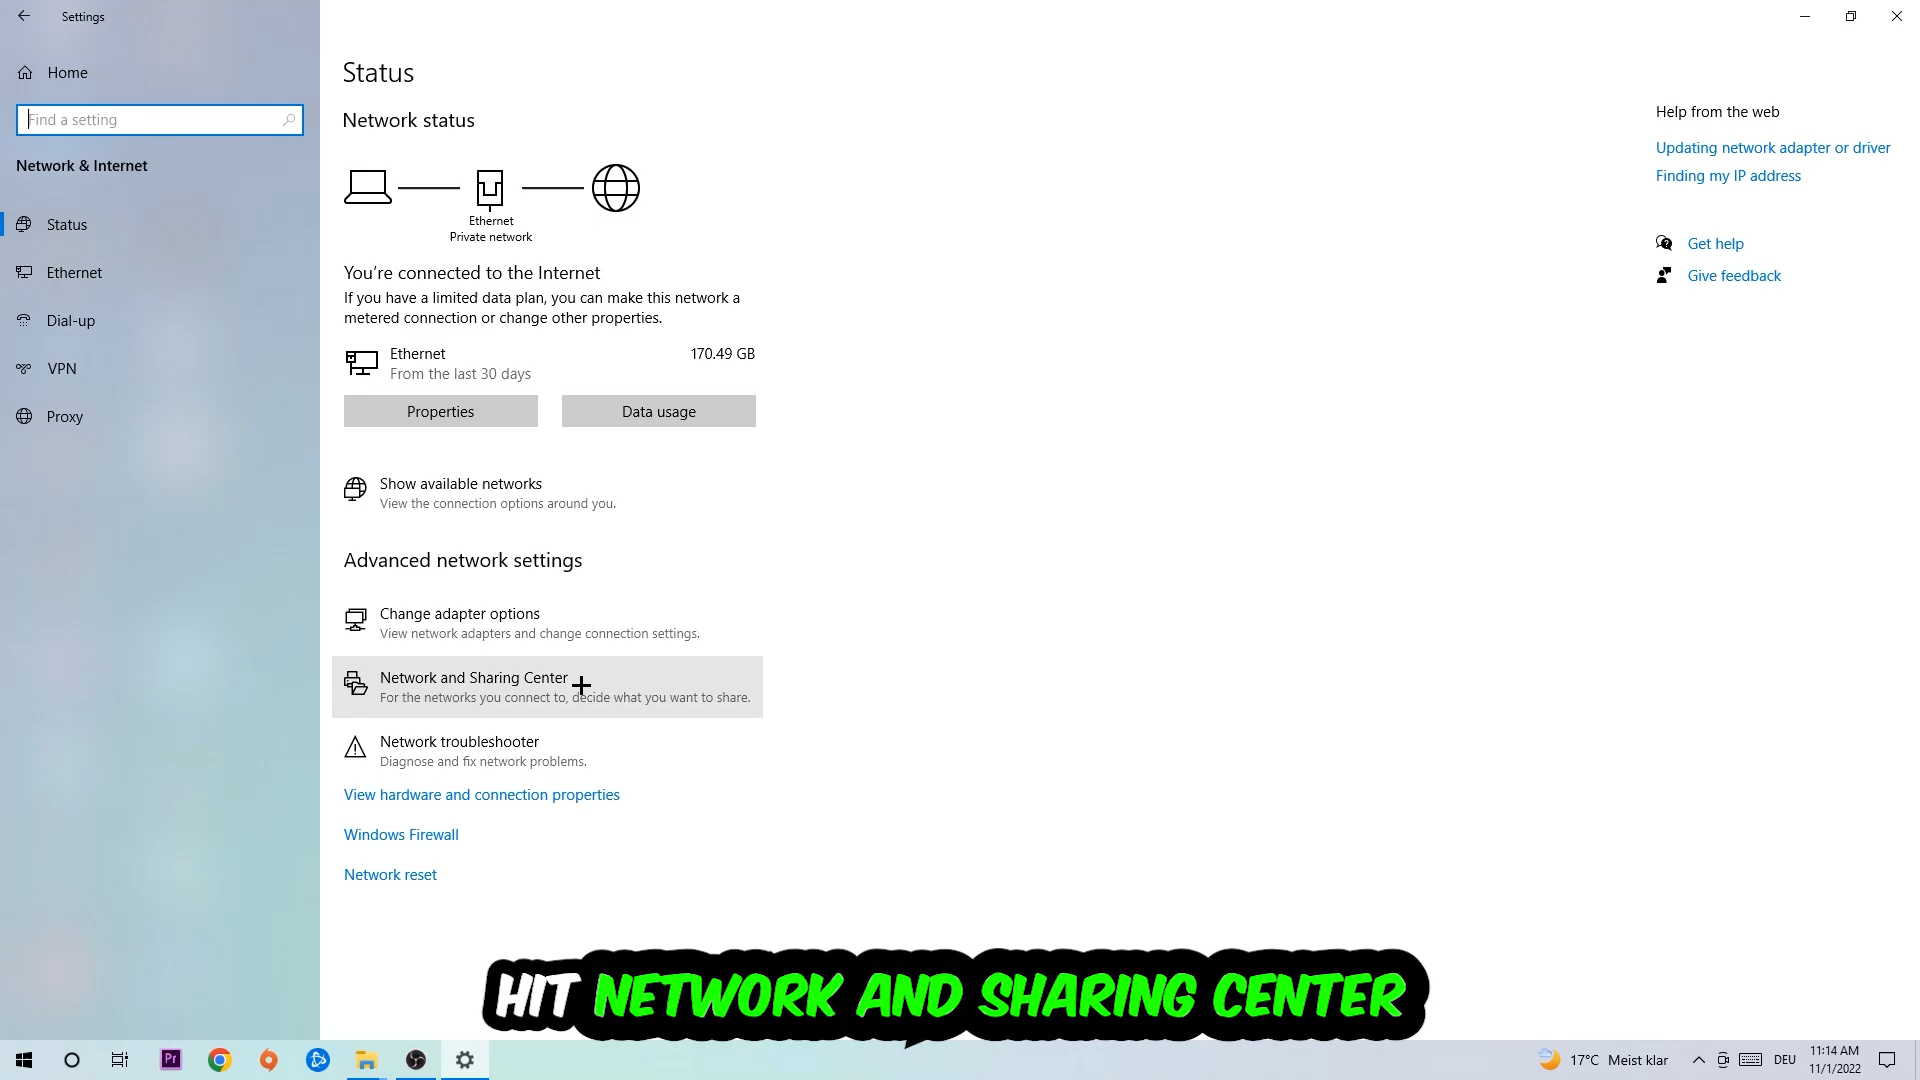 Settings
Home
Find a setting
Network & Internet
Status
Ethernet
Dial-up
VPN
Proxy
Status
Network status
Ethernet
Private network
You're connected to the Internet
If you have a limited data plan, you can make this network a
metered connection or change other properties.
Ethernet
170.49 GB
From the last 30 days
Properties
Data usage
Show available networks
View the connection options around you.
Advanced network settings
Change adapter options
View network adapters and change connection settings.
Network and Sharing Center
For the networks you connect to, decide what you want to share.
Network troubleshooter
Diagnose and fix network problems.
View hardware and connection properties
Windows Firewall
Network reset
Help from the web
Updating network adapter or driver
Finding my IP address
Get help
Give feedback
HIT NETWORK AND SHARING CENTER
Pr
17°C Meist klar
DEU
11:14 AM
11/1/2022